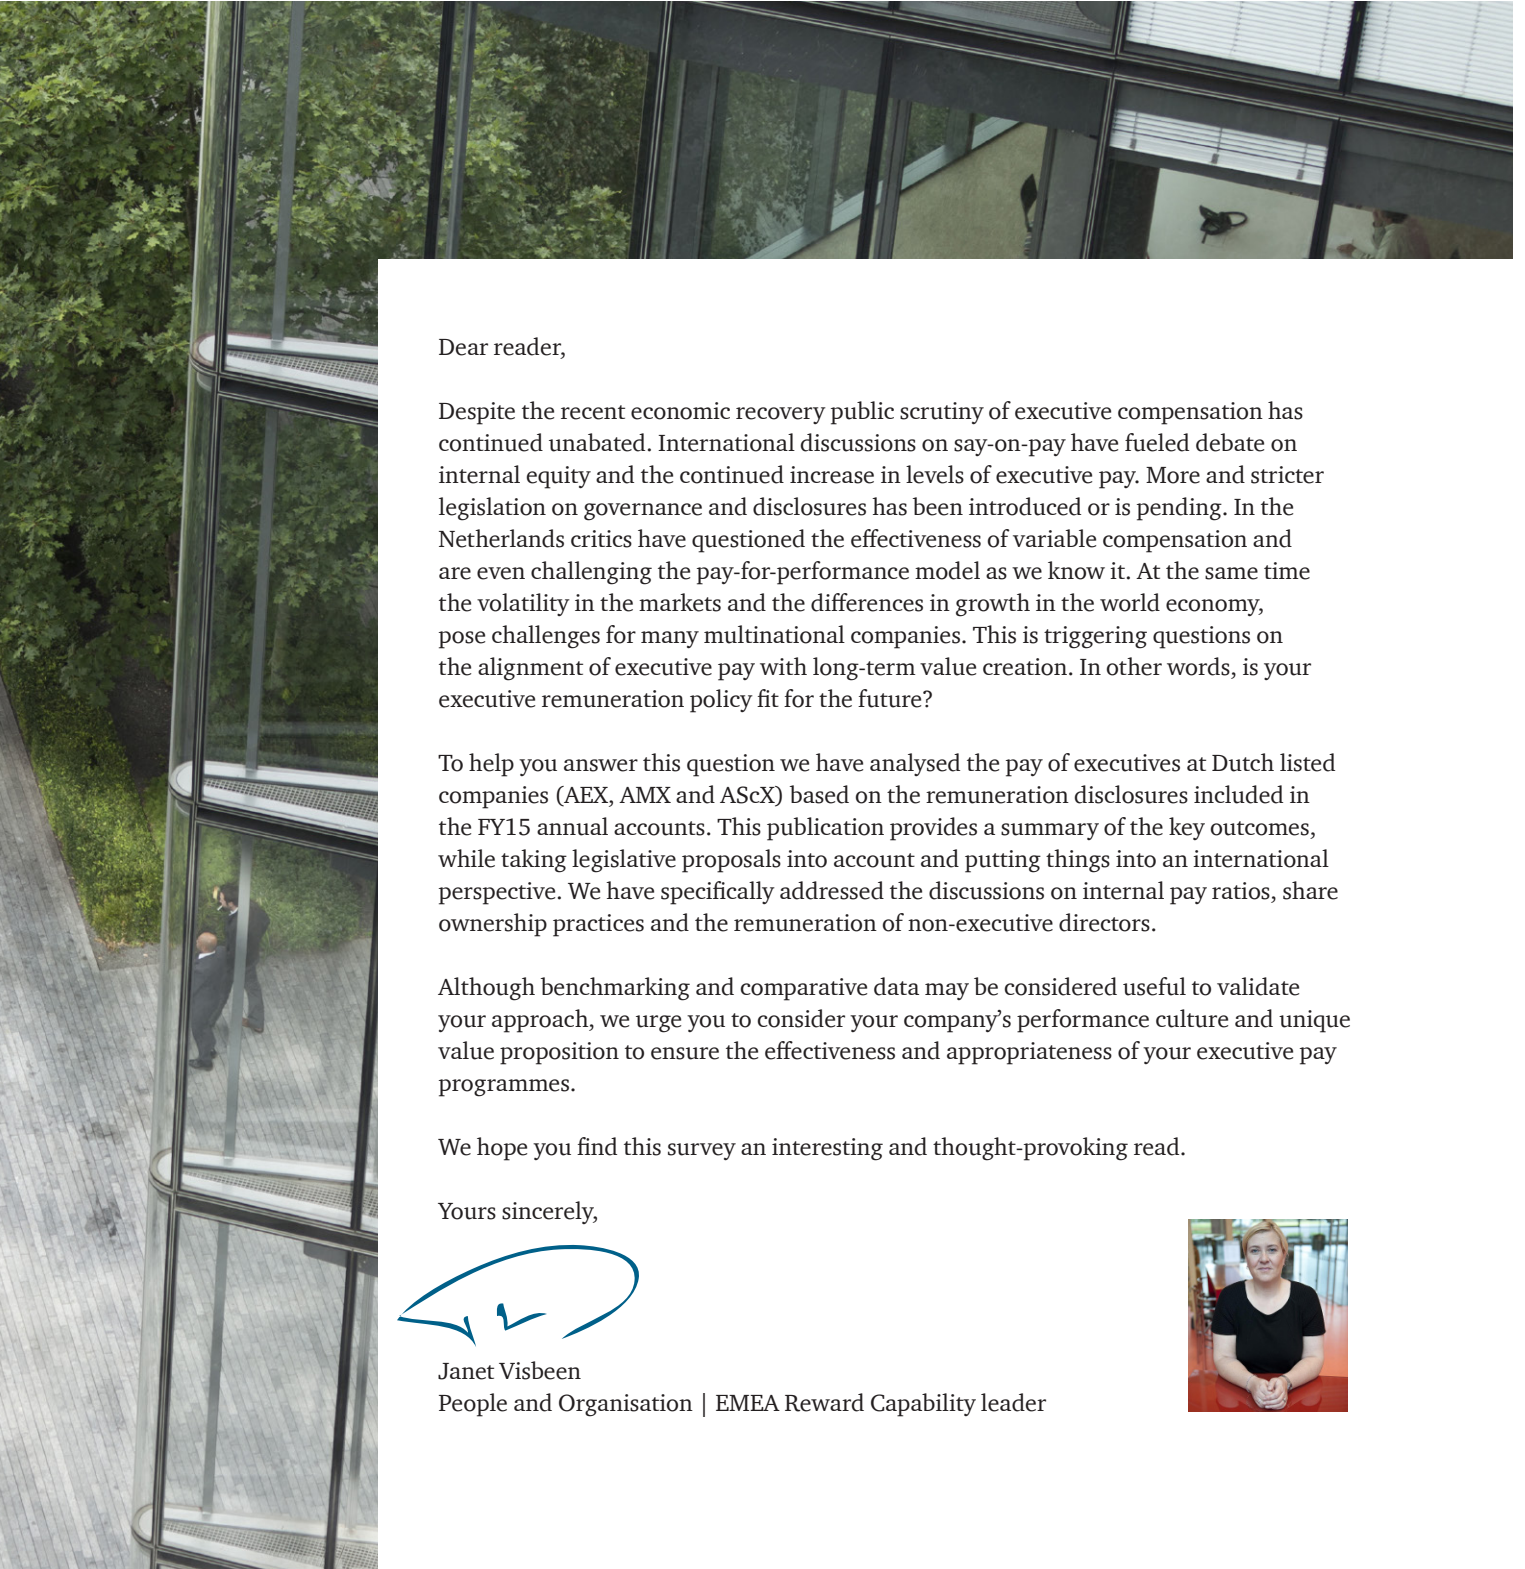 Dear reader,
Despite the recent economic recovery public scrutiny of executive compensation has
continued unabated. International discussions on say-on-pay have fueled debate on
internal equity and the continued increase in levels of executive pay. More and stricter
legislation on governance and disclosures has been introduced or is pending. In the
Netherlands critics have questioned the effectiveness of variable compensation and
are even challenging the pay-for-performance model as we know it. At the same time
the volatility in the markets and the differences in growth in the world economy,
pose challenges for many multinational companies. This is triggering questions on
the alignment of executive pay with long-term value creation. In other words, is your
executive remuneration policy fit for the future?
To help you answer this question we have analysed the pay of executives at Dutch listed
companies (AEX, AMX and AScX) based on the remuneration disclosures included in
the FY15 annual accounts. This publication provides a summary of the key outcomes,
while taking legislative proposals into account and putting things into an international
perspective. We have specifically addressed the discussions on internal pay ratios, share
ownership practices and the remuneration of non-executive directors.
Although benchmarking and comparative data may be considered useful to validate
your approach, we urge you to consider your company’s performance culture and unique
value proposition to ensure the effectiveness and appropriateness of your executive pay
programmes.
We hope you find this survey an interesting and thought-provoking read.
Yours sincerely,
Janet Visbeen
People and Organisation | EMEA Reward Capability leader